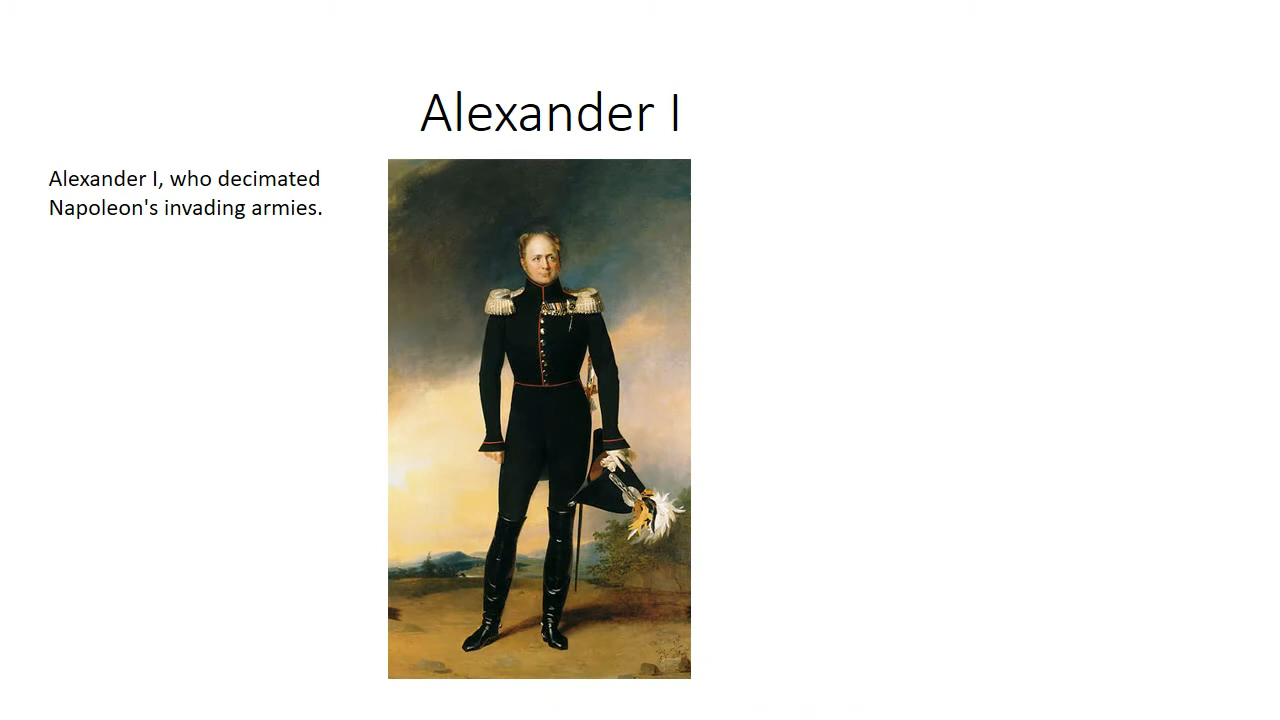 Alexander I
Alexander I, who decimated
Napoleon's invading armies.